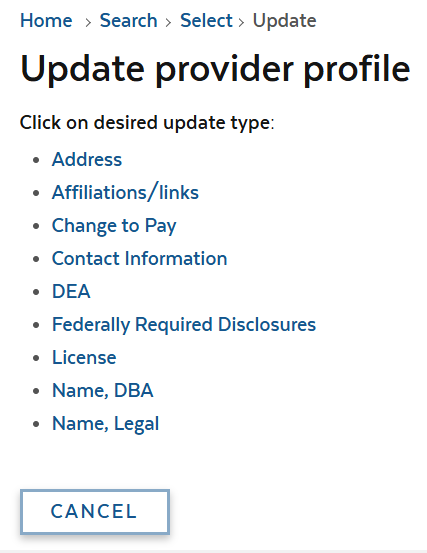 Home > Search > Select > Update
Update provider profile
Click on desired update type:
• Address
• Affiliations/links
• Change to Pay
• Contact Information
• DEA
• Federally Required Disclosures
• License
• Name, DBA
• Name, Legal
CANCEL